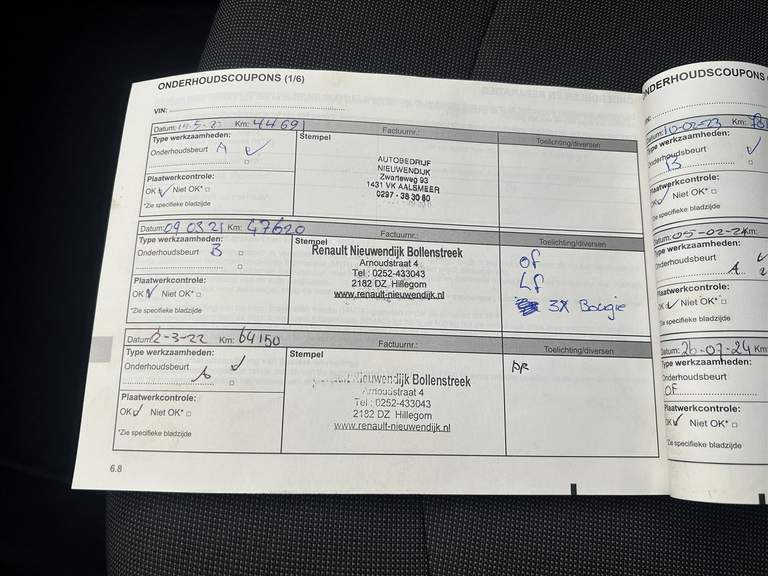 ONDERHOUDSCOUPONS (1/6)
VIN:
Datum: Km: 44691 Factuurnr.:
Type werkzaamheden: Stempel Toelichting/diversen
Onderhoudsbeurt A ✓
AUTOBEDRIJF
NIEUWENDIJK
Zwarteweg 93
1431 VK AALSMEER
0297 - 38 30 80
Plaatwerkcontrole:
OK ✓ Niet OK* □
*Zie specifieke bladzijde
Datum: 09 03 21 Km: 47620 Factuurnr.:
Type werkzaamheden: Stempel Toelichting/diversen
Onderhoudsbeurt B □
Renault Nieuwendijk Bollenstreek
Arnoudstraat 4
Tel : 0252-433043
2182 DZ Hillegom
www.renault-nieuwendijk.nl
OF
LF
3X Bougie
Plaatwerkcontrole:
OK ✓ Niet OK* □
*Zie specifieke bladzijde
Datum: 2-3-22 Km: 64150 Factuurnr.:
Type werkzaamheden: Stempel Toelichting/diversen
Onderhoudsbeurt ✓
Nieuwendijk Bollenstreek
Arnoudstraat 4
Tel : 0252-433043
2182 DZ Hillegom
www.renault-nieuwendijk.nl
Plaatwerkcontrole:
OK ✓ Niet OK* □
*Zie specifieke bladzijde
6.8
ONDERHOUDSCOUPONS
Datum: 10-02-23 Km:
Type werkzaamheden:
Onderhoudsbeurt ✓
B
Plaatwerkcontrole:
OK ✓ Niet OK* □
*Zie specifieke bladzijde
Datum: 05-02-24 Km:
Type werkzaamheden:
Onderhoudsbeurt ✓
A
Plaatwerkcontrole:
OK ✓ Niet OK* □
*Zie specifieke bladzijde
Datum: 26-07-24 Km:
Type werkzaamheden:
Onderhoudsbeurt
OF
Plaatwerkcontrole:
OK ✓ Niet OK* □
*Zie specifieke bladzijde